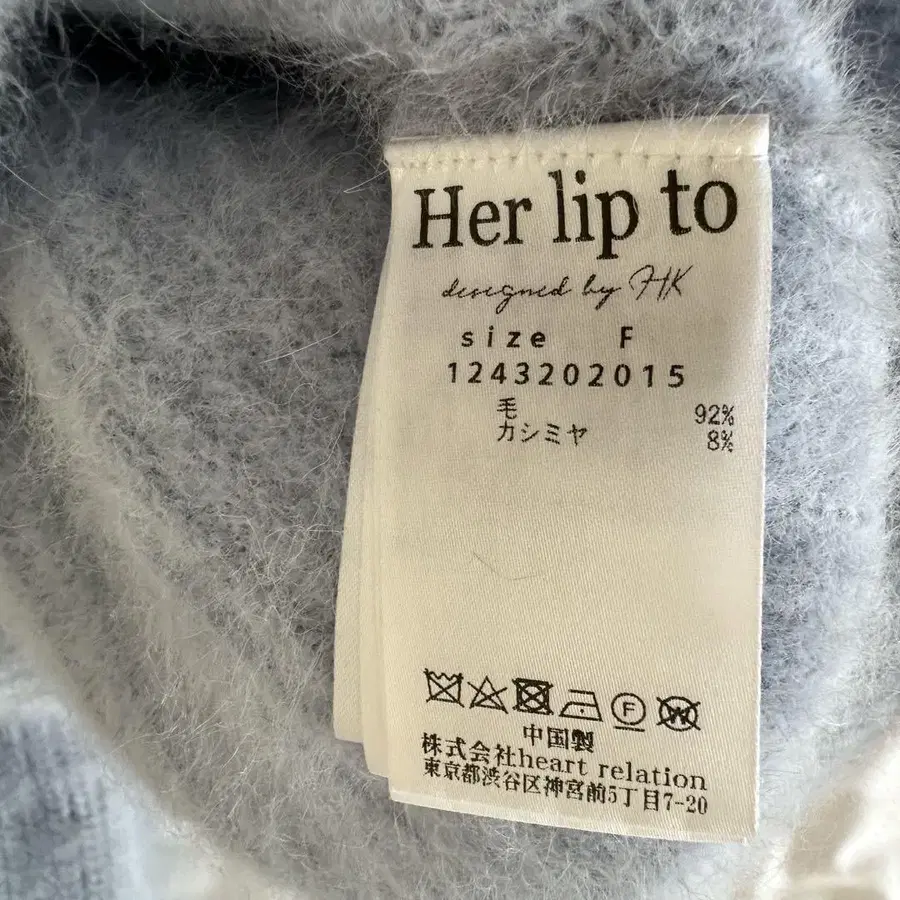 Her lip to
designed by HK
size F
1243202015
毛 92%
カシミヤ 8%
F W
中国製
株式会社heart relation
東京都渋谷区神宮前5丁目7-20